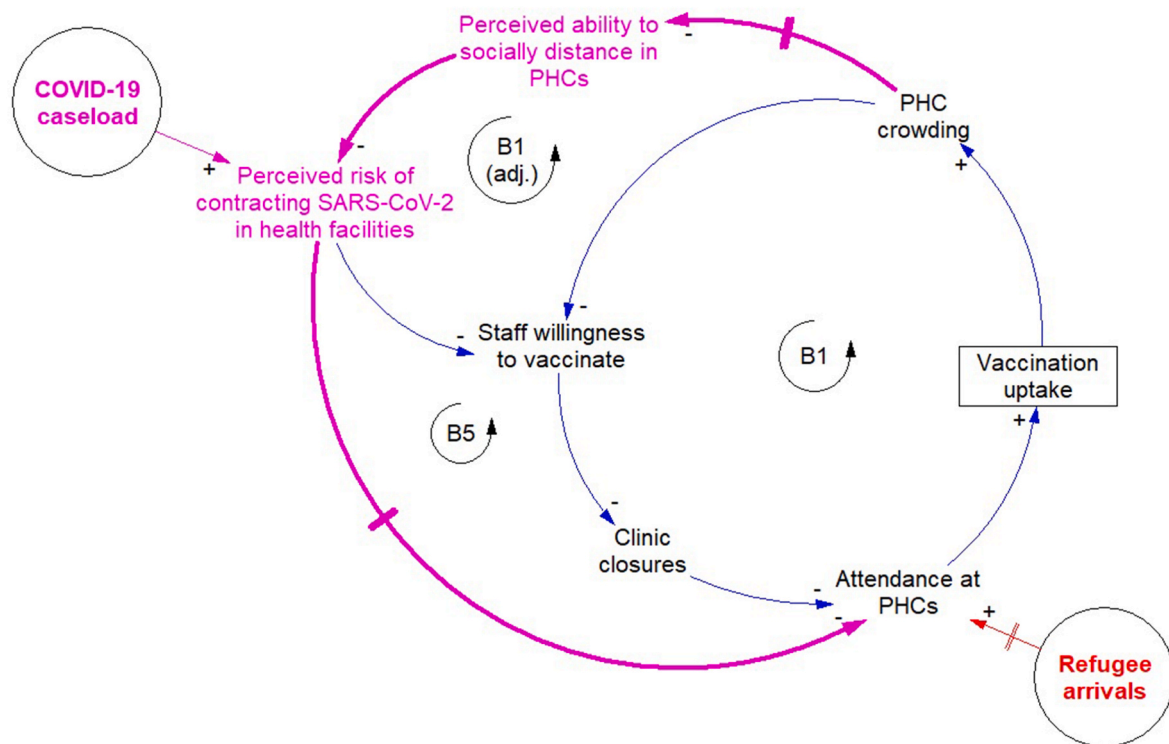 Perceived ability to
socially distance in
PHCs
-
COVID-19
caseload
PHC
crowding
B1
(adj.)
-
+
+
Perceived risk of
contracting SARS-CoV-2
in health facilities
-
-
Staff willingness
to vaccinate
B1
Vaccination
uptake
+
B5
-
Clinic
closures
-
Attendance at
PHCs
-
+
Refugee
arrivals